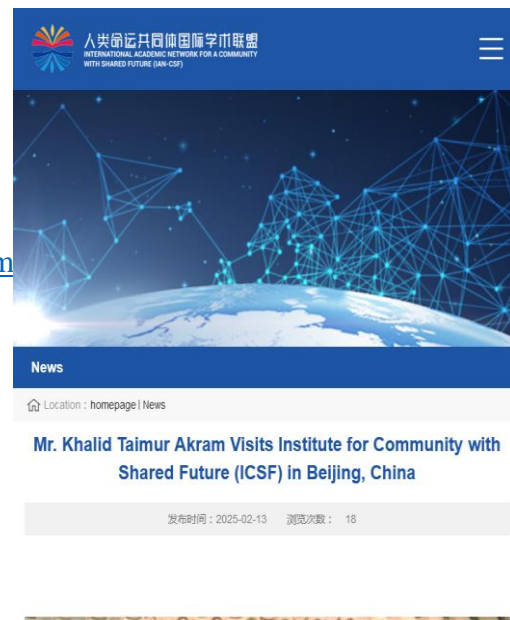 人类命运共同体国际学术联盟
INTERNATIONAL ACADEMIC NETWORK FOR A COMMUNITY
WITH SHARED FUTURE (IAN-CSF)
m
News
Location : homepage | News
Mr. Khalid Taimur Akram Visits Institute for Community with
Shared Future (ICSF) in Beijing, China
发布时间：2025-02-13 浏览次数： 18